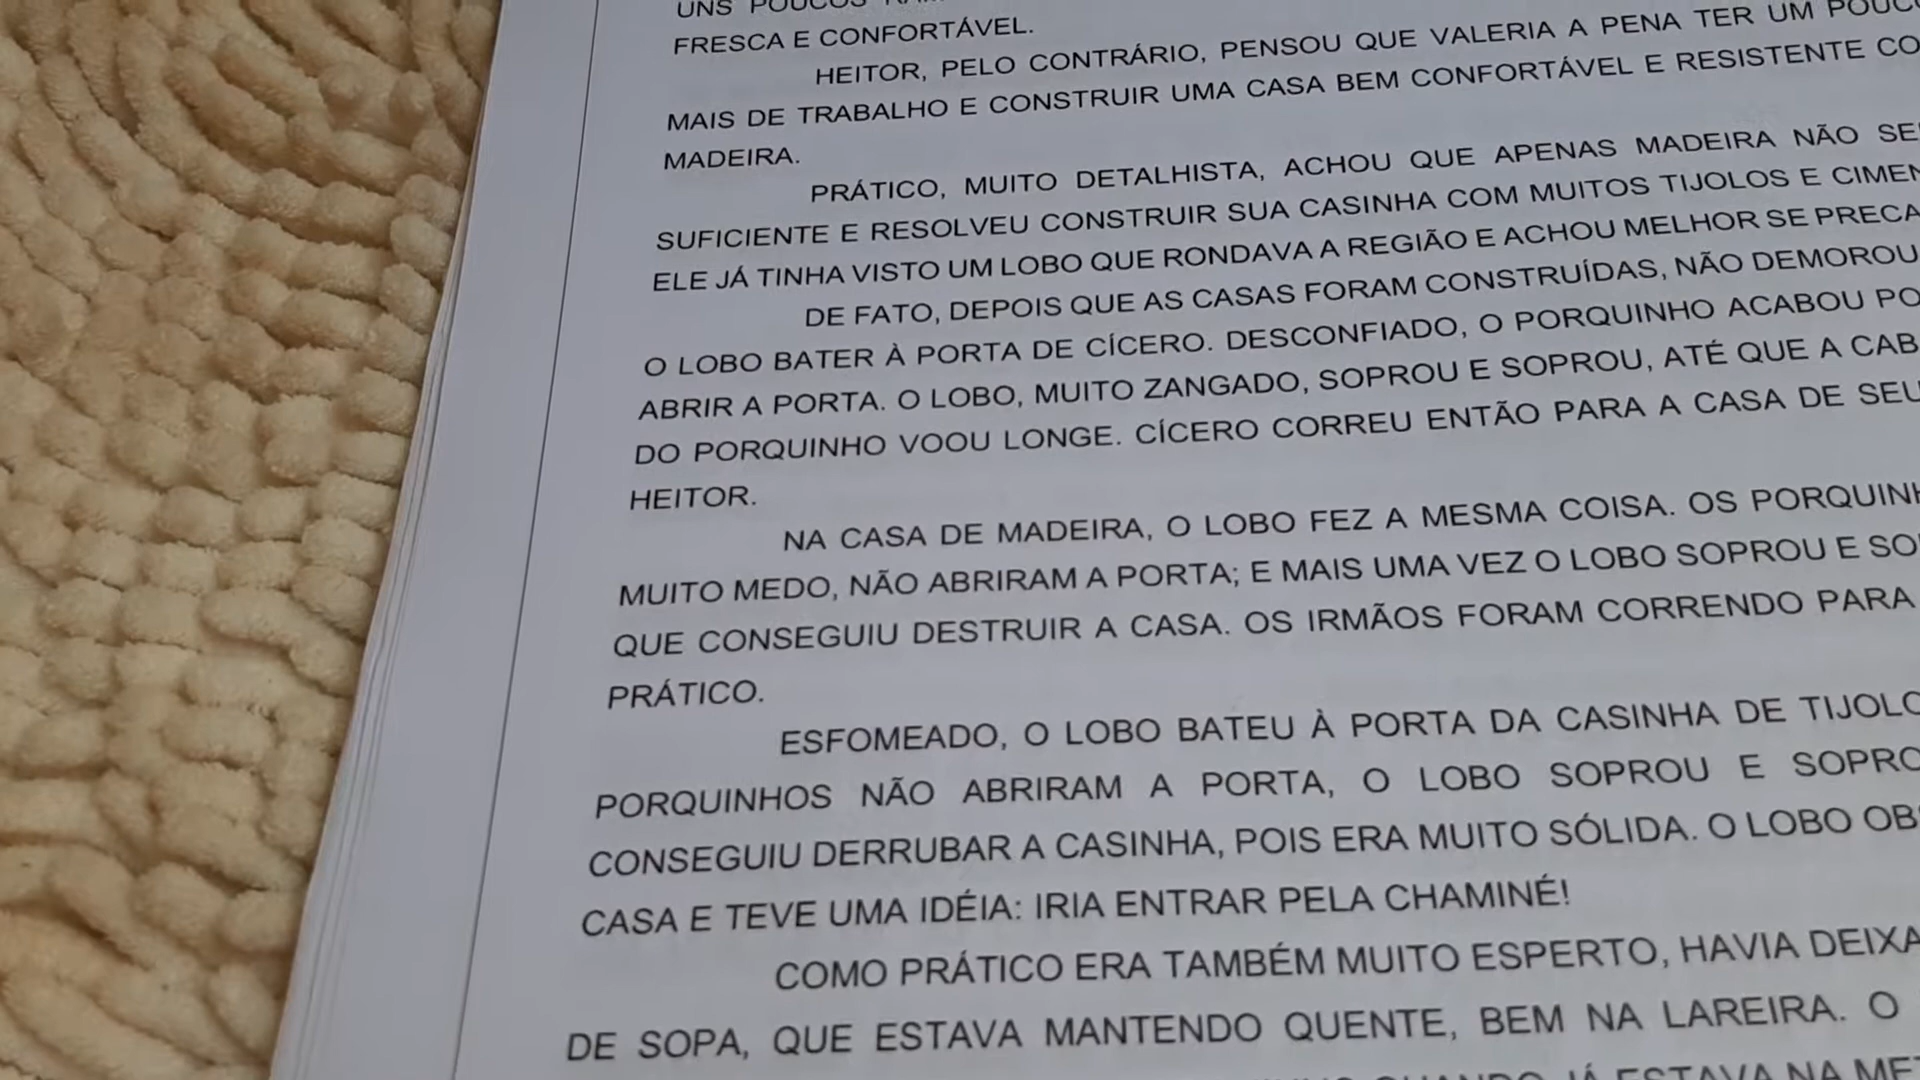 UNS POUCOS
FRESCA E CONFORTÁVEL.
HEITOR, PELO CONTRÁRIO, PENSOU QUE VALERIA A PENA TER UM
MAIS DE TRABALHO E CONSTRUIR UMA CASA BEM CONFORTÁVEL E RESISTENTE
MADEIRA.
PRÁTICO, MUITO DETALHISTA, ACHOU QUE APENAS MADEIRA NÃO
SUFICIENTE E RESOLVEU CONSTRUIR SUA CASINHA COM MUITOS TIJOLOS E
ELE JÁ TINHA VISTO UM LOBO QUE RONDAVA A REGIÃO E ACHOU MELHOR SE
DE FATO, DEPOIS QUE AS CASAS FORAM CONSTRUÍDAS, NÃO DEMOROU
O LOBO BATER À PORTA DE CÍCERO. DESCONFIADO, O PORQUINHO ACABOU
ABRIR A PORTA. O LOBO, MUITO ZANGADO, SOPROU E SOPROU, ATÉ QUE A
DO PORQUINHO VOOU LONGE. CÍCERO CORREU ENTÃO PARA A CASA DE SEU
HEITOR.
NA CASA DE MADEIRA, O LOBO FEZ A MESMA COISA. OS
MUITO MEDO, NÃO ABRIRAM A PORTA; E MAIS UMA VEZ O LOBO SOPROU E
QUE CONSEGUIU DESTRUIR A CASA. OS IRMÃOS FORAM CORRENDO PARA
PRÁTICO.
ESFOMEADO, O LOBO BATEU À PORTA DA CASINHA DE
PORQUINHOS NÃO ABRIRAM A PORTA, O LOBO SOPROU E
CONSEGUIU DERRUBAR A CASINHA, POIS ERA MUITO SÓLIDA. O LOBO
CASA E TEVE UMA IDÉIA: IRIA ENTRAR PELA CHAMINÉ!
COMO PRÁTICO ERA TAMBÉM MUITO ESPERTO, HAVIA
DE SOPA, QUE ESTAVA MANTENDO QUENTE, BEM NA LAREIRA. O
JÁ ESTAVA NA